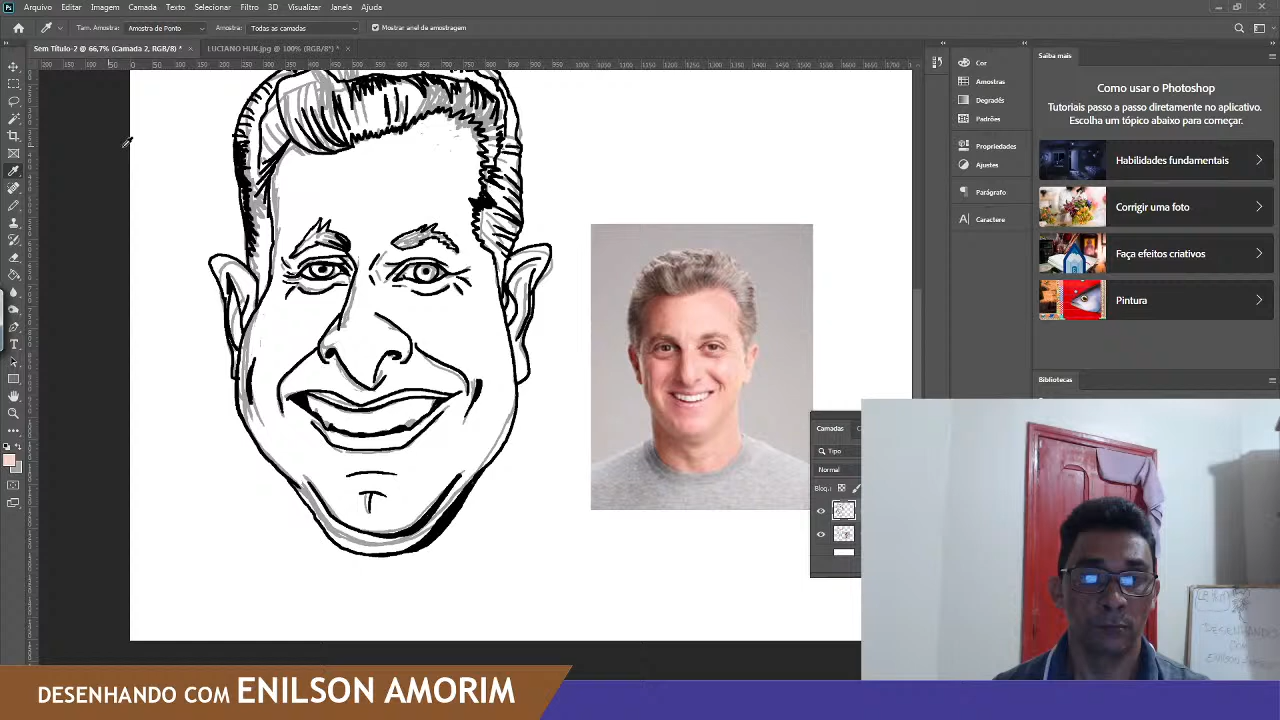 Arquivo Editar Imagem Camada Texto Selecionar Filtro 3D Visualizar Janela Ajuda
Tam. Amostra: Amostra de Ponto Amostra: Todas as camadas Mostrar anel de amostragem
Sem Título-2 @ 66,7% (Camada 2, RGB/8) * × LUCIANO HUK.jpg @ 100% (RGB/8*) ×
Cor
Amostras
Degradês
Padrões
Propriedades
Ajustes
Parágrafo
Caractere
Saiba mais
Como usar o Photoshop
Tutoriais passo a passo diretamente no aplicativo.
Escolha um tópico abaixo para começar.
Habilidades fundamentais
Corrigir uma foto
Faça efeitos criativos
Pintura
Bibliotecas
Camadas
Tipo
Normal
Bloq.:
DESENHANDO
COM
DESENHANDO COM ENILSON AMORIM